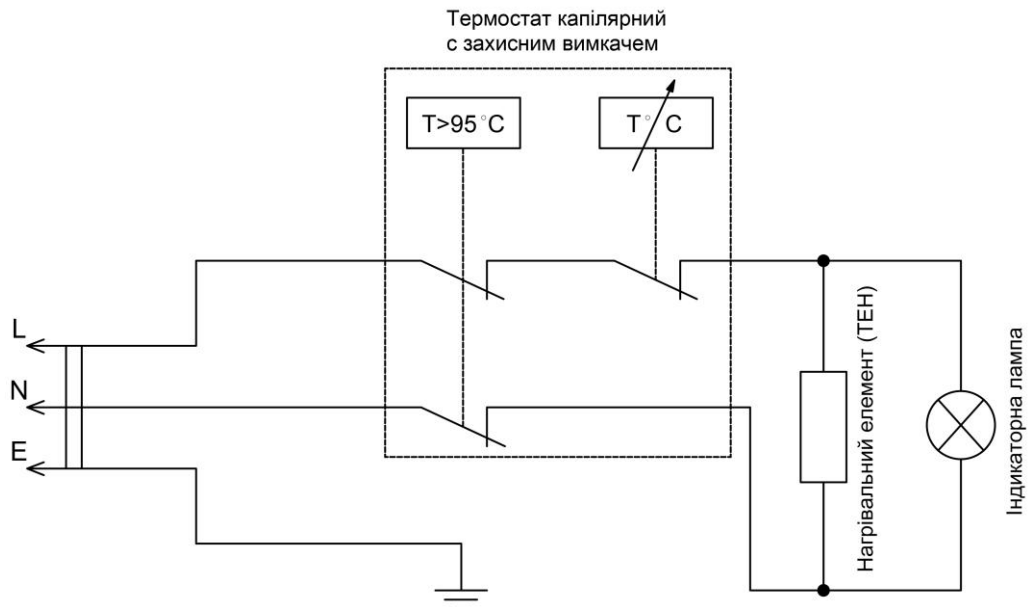 Термостат капілярний
с захисним вимкачем
T>95°C
T° C
L
N
E
Нагрівальний елемент (ТЕН)
Індикаторна лампа